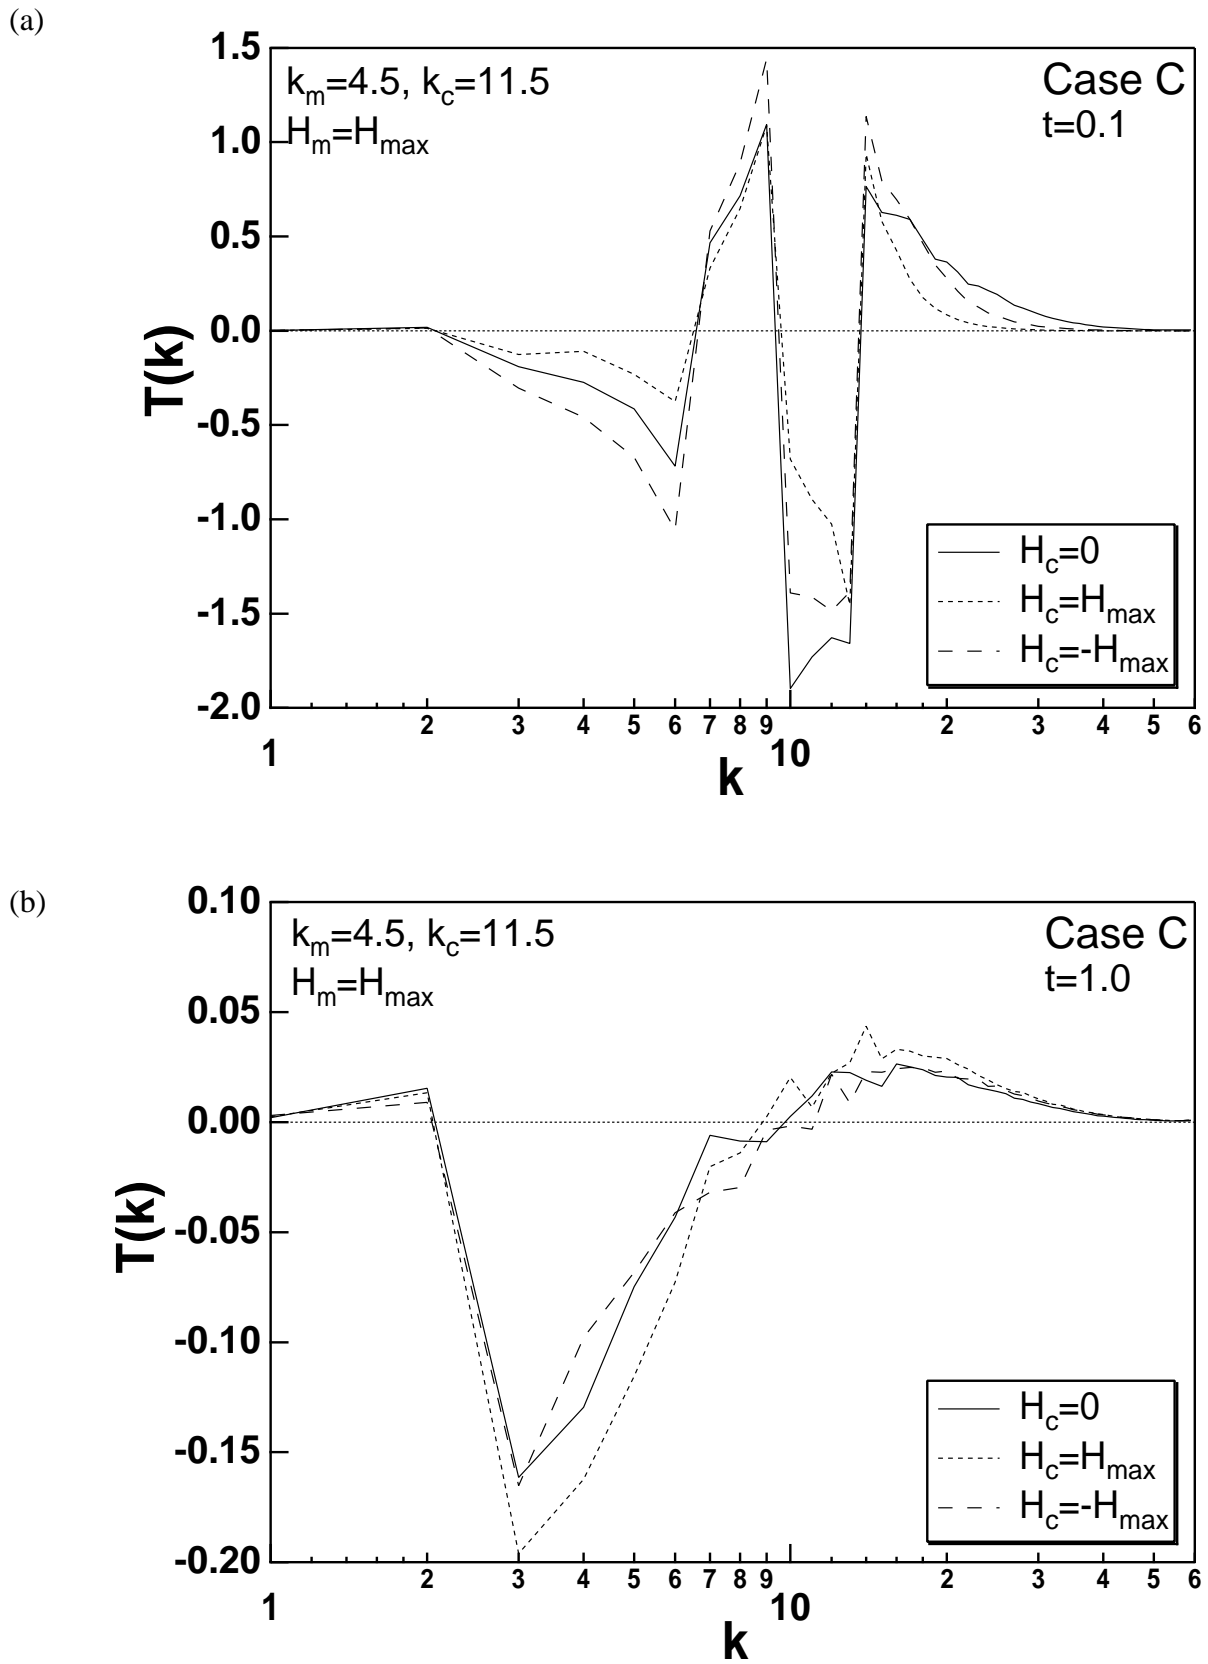 (a)
1.5
1.0
0.5
0.0
-0.5
-1.0
-1.5
-2.0
T(k)
k_m=4.5, k_c=11.5
H_m=H_max
Case C
t=0.1
H_c=0
H_c=H_max
H_c=-H_max
2 3 4 5 6 7 8 9 2 3 4 5 6
1 10
k
(b)
0.10
0.05
0.00
-0.05
-0.10
-0.15
-0.20
T(k)
k_m=4.5, k_c=11.5
H_m=H_max
Case C
t=1.0
H_c=0
H_c=H_max
H_c=-H_max
2 3 4 5 6 7 8 9 2 3 4 5 6
1 10
k